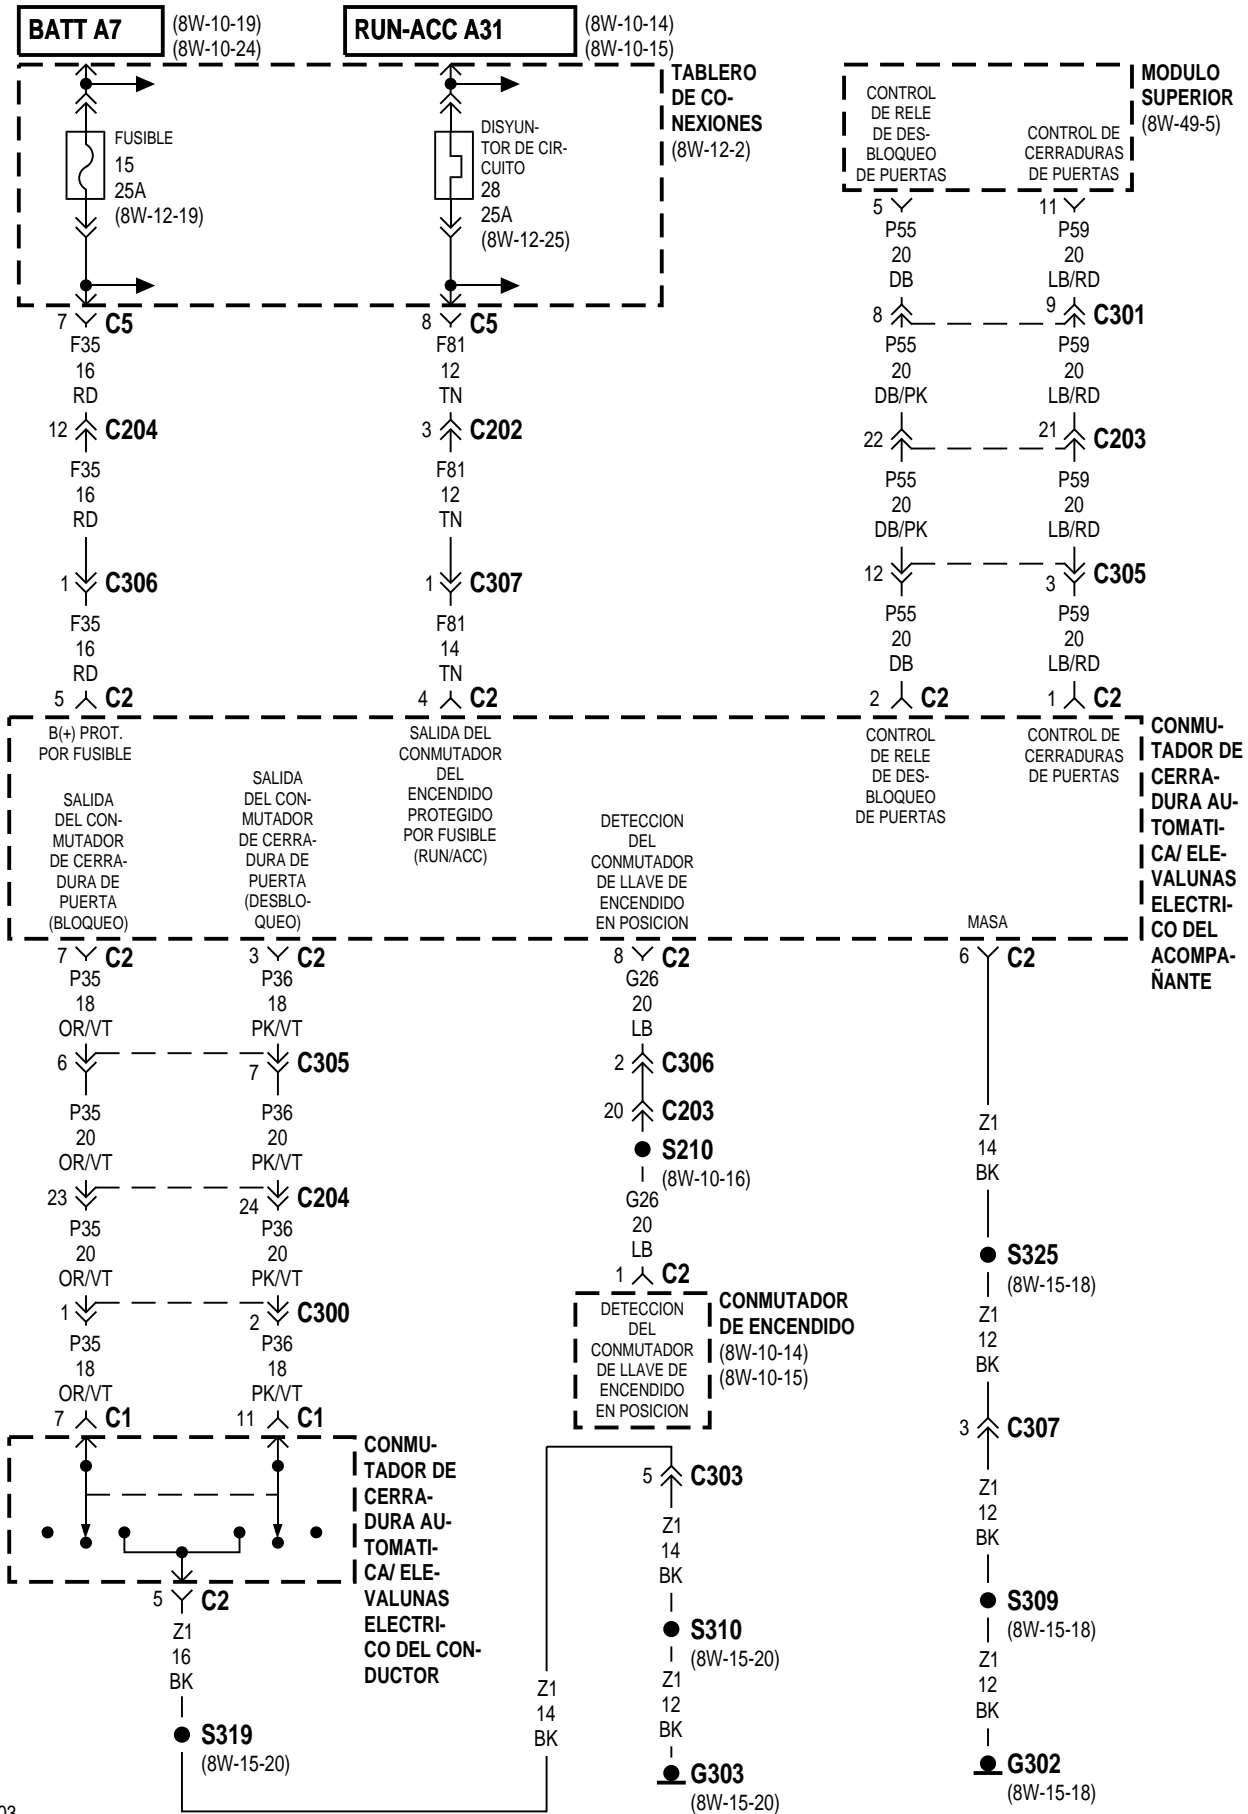 BATT A7
(8W-10-19)
(8W-10-24)
RUN-ACC A31
(8W-10-14)
(8W-10-15)
TABLERO
DE CO-
NEXIONES
(8W-12-2)
FUSIBLE
15
25A
(8W-12-19)
DISYUN-
TOR DE CIR-
CUITO
28
25A
(8W-12-25)
CONTROL
DE RELE
DE DES-
BLOQUEO
DE PUERTAS
CONTROL DE
CERRADURAS
DE PUERTAS
MODULO
SUPERIOR
(8W-49-5)
7 C5
F35
16
RD
12 C204
F35
16
RD
1 C306
F35
16
RD
5 C2
8 C5
F81
12
TN
3 C202
F81
12
TN
1 C307
F81
14
TN
4 C2
5
P55
20
DB
8
P55
20
DB/PK
22
P55
20
DB/PK
12
P55
20
DB
2 C2
11
P59
20
LB/RD
9 C301
P59
20
LB/RD
21 C203
P59
20
LB/RD
3 C305
P59
20
LB/RD
1 C2
B(+) PROT.
POR FUSIBLE
SALIDA
DEL CON-
MUTADOR
DE CERRA-
DURA DE
PUERTA
(BLOQUEO)
SALIDA
DEL CON-
MUTADOR
DE CERRA-
DURA DE
PUERTA
(DESBLO-
QUEO)
SALIDA DEL
CONMUTADOR
DEL
ENCENDIDO
PROTEGIDO
POR FUSIBLE
(RUN/ACC)
DETECCION
DEL
CONMUTADOR
DE LLAVE DE
ENCENDIDO
EN POSICION
CONTROL
DE RELE
DE DES-
BLOQUEO
DE PUERTAS
CONTROL DE
CERRADURAS
DE PUERTAS
MASA
CONMU-
TADOR DE
CERRA-
DURA AU-
TOMATI-
CA/ ELE-
VALUNAS
ELECTRI-
CO DEL
ACOMPA-
ÑANTE
7 C2
P35
18
OR/VT
6
P35
20
OR/VT
23
P35
20
OR/VT
1
P35
18
OR/VT
7 C1
3 C2
P36
18
PK/VT
7 C305
P36
20
PK/VT
24 C204
P36
20
PK/VT
2 C300
P36
18
PK/VT
11 C1
8 C2
G26
20
LB
2 C306
20 C203
S210
(8W-10-16)
G26
20
LB
1 C2
DETECCION
DEL
CONMUTADOR
DE LLAVE DE
ENCENDIDO
EN POSICION
CONMUTADOR
DE ENCENDIDO
(8W-10-14)
(8W-10-15)
6 C2
Z1
14
BK
S325
(8W-15-18)
Z1
12
BK
3 C307
Z1
12
BK
S309
(8W-15-18)
Z1
12
BK
G302
(8W-15-18)
CONMU-
TADOR DE
CERRA-
DURA AU-
TOMATI-
CA/ ELE-
VALUNAS
ELECTRI-
CO DEL CON-
DUCTOR
5 C2
Z1
16
BK
S319
(8W-15-20)
Z1
14
BK
5 C303
Z1
14
BK
S310
(8W-15-20)
Z1
12
BK
G303
(8W-15-20)